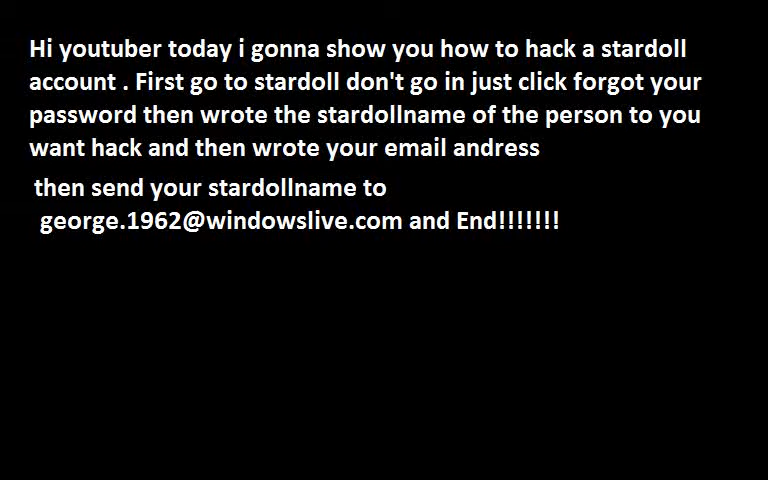 Hi youtuber today i gonna show you how to hack a stardoll
account . First go to stardoll don't go in just click forgot your
password then wrote the stardollname of the person to you
want hack and then wrote your email andress
then send your stardollname to
george.1962@windowslive.com and End!!!!!!!